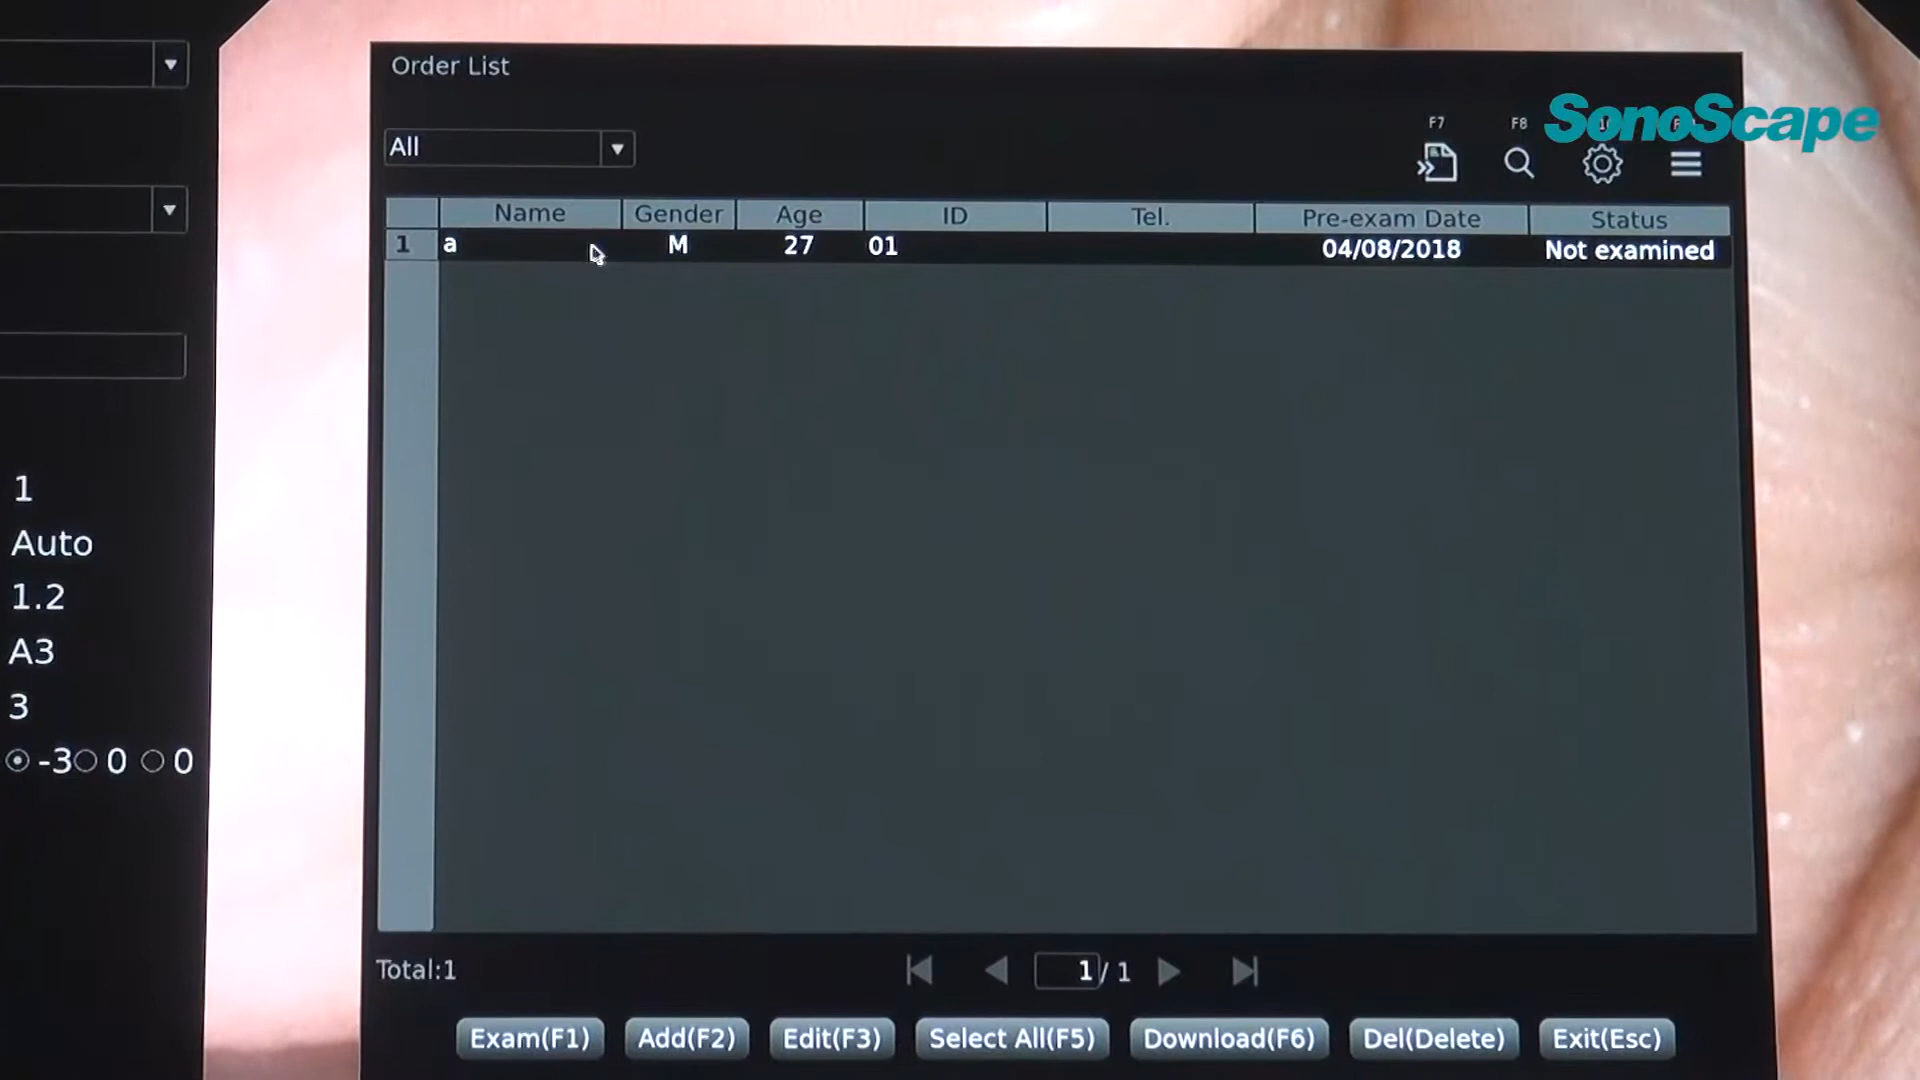 Order List
SonoScape
All
F7 F8
Name Gender Age ID Tel. Pre-exam Date Status
1 a M 27 01 04/08/2018 Not examined
1
Auto
1.2
A3
3
-3 0 0
Total:1
1 / 1
Exam(F1) Add(F2) Edit(F3) Select All(F5) Download(F6) Del(Delete) Exit(Esc)